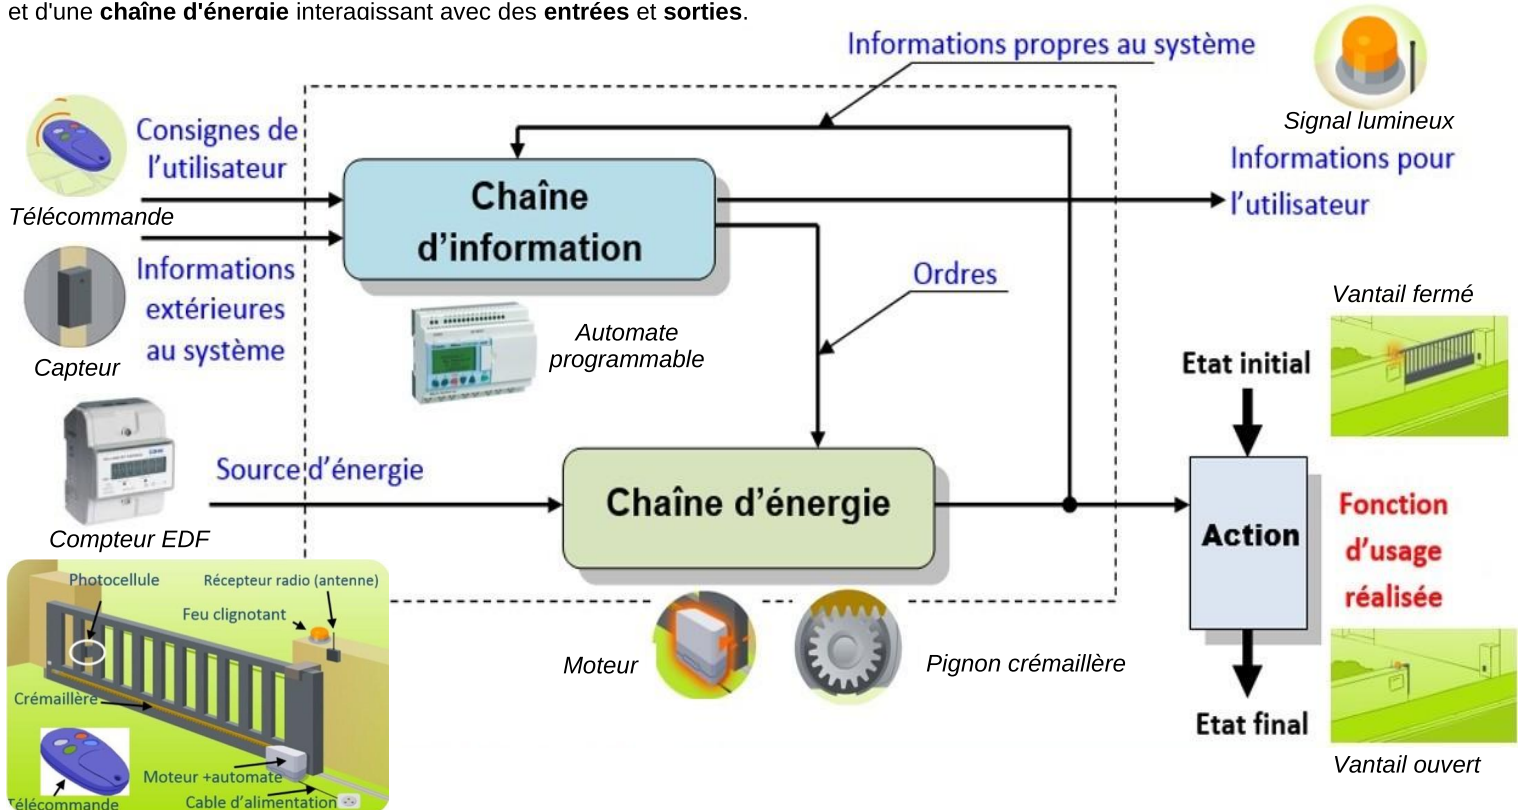 et d'une chaîne d'énergie interagissant avec des entrées et sorties.
Informations propres au système
Signal lumineux
Consignes de
l'utilisateur
Télécommande
Chaîne
d'information
Informations pour
l'utilisateur
Informations
extérieures
au système
Capteur
Ordres
Automate
programmable
Vantail fermé
Etat initial
Source d'énergie
Compteur EDF
Chaîne d'énergie
Action
Fonction
d'usage
réalisée
Photocellule
Récepteur radio (antenne)
Feu clignotant
Crémaillère
Moteur +automate
Télécommande
Cable d'alimentation
Moteur
Pignon crémaillère
Etat final
Vantail ouvert